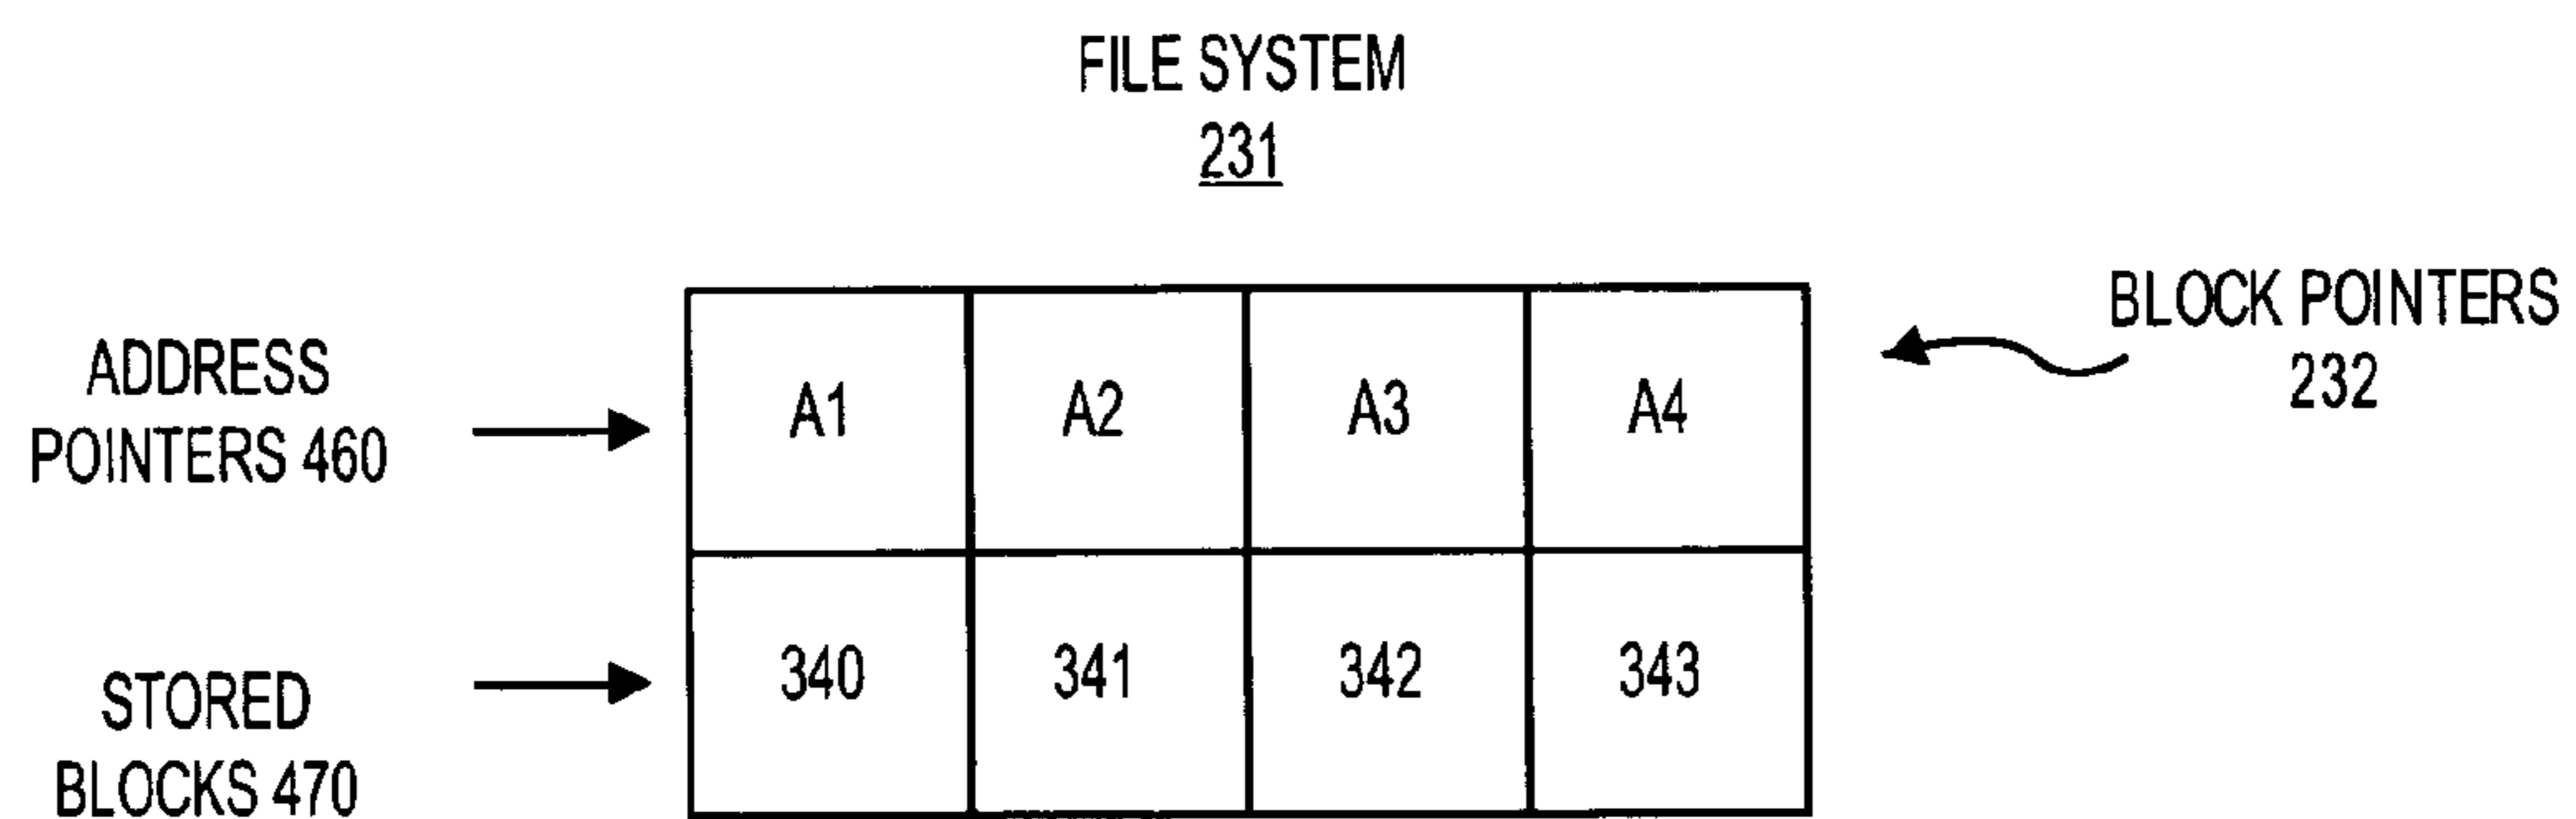 FILE SYSTEM
231
BLOCK POINTERS
232
ADDRESS
POINTERS 460
A1 A2 A3 A4
STORED
BLOCKS 470
340 341 342 343